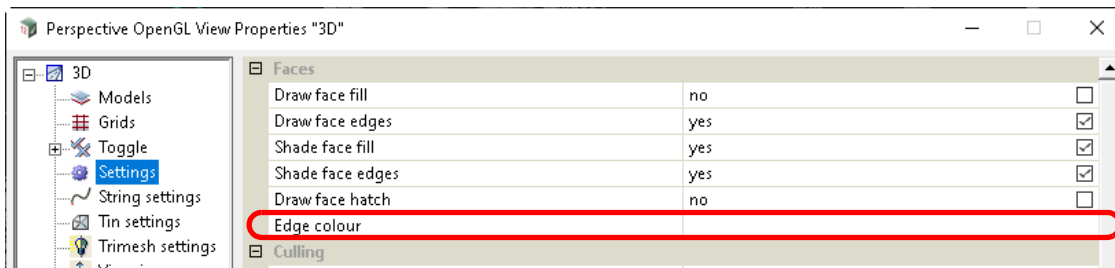 Perspective OpenGL View Properties "3D"
3D
Models
Grids
Toggle
Settings
String settings
Tin settings
Trimesh settings
Faces
Draw face fill no
Draw face edges yes
Shade face fill yes
Shade face edges yes
Draw face hatch no
Edge colour
Culling